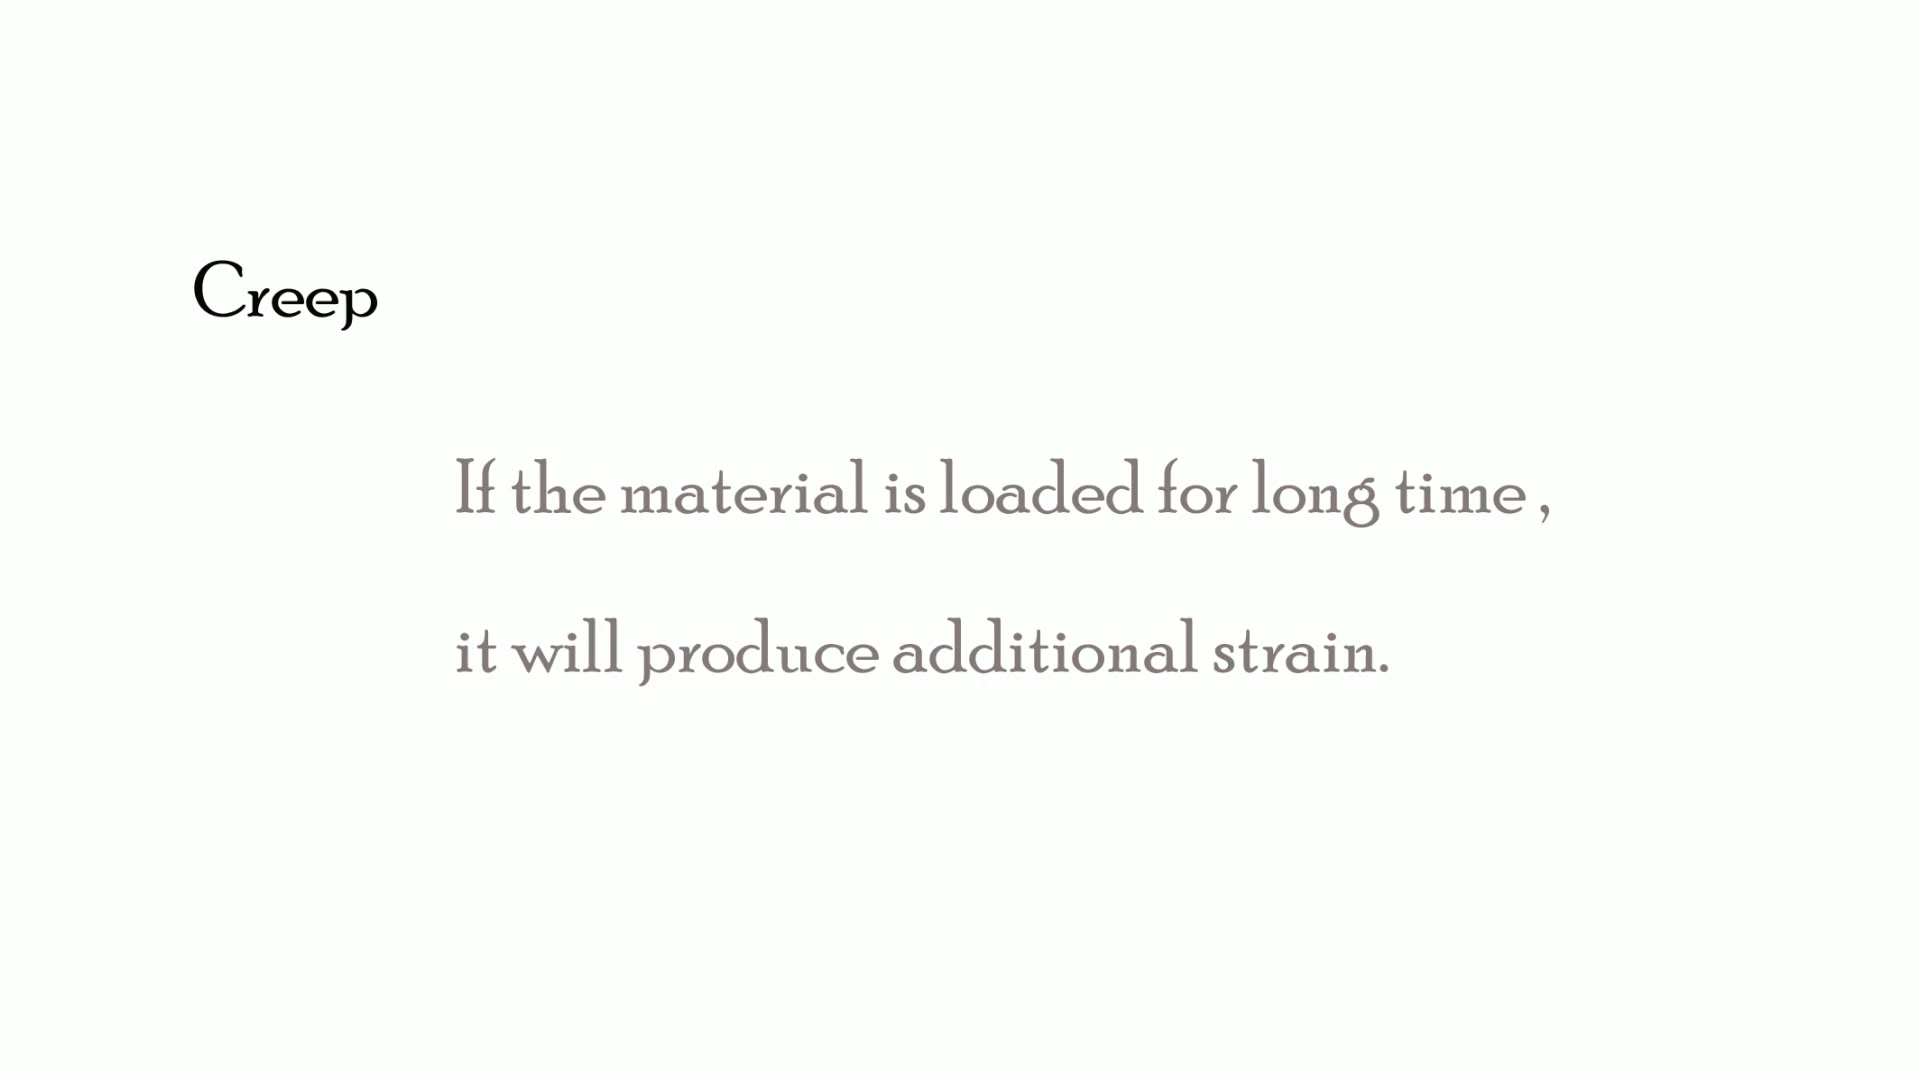 Creep
If the material is loaded for long time ,
it will produce additional strain.